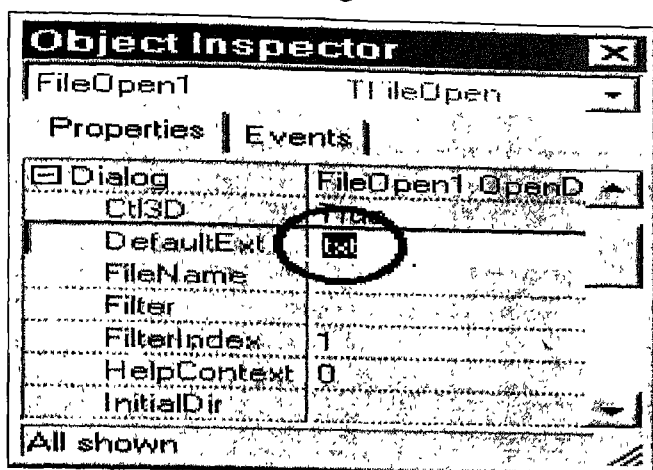 Object Inspector
FileOpen1 TFileOpen
Properties Events
Dialog FileOpen1.OpenD
Ctl3D True
DefaultExt txt
FileName
Filter
FilterIndex 1
HelpContext 0
InitialDir
All shown